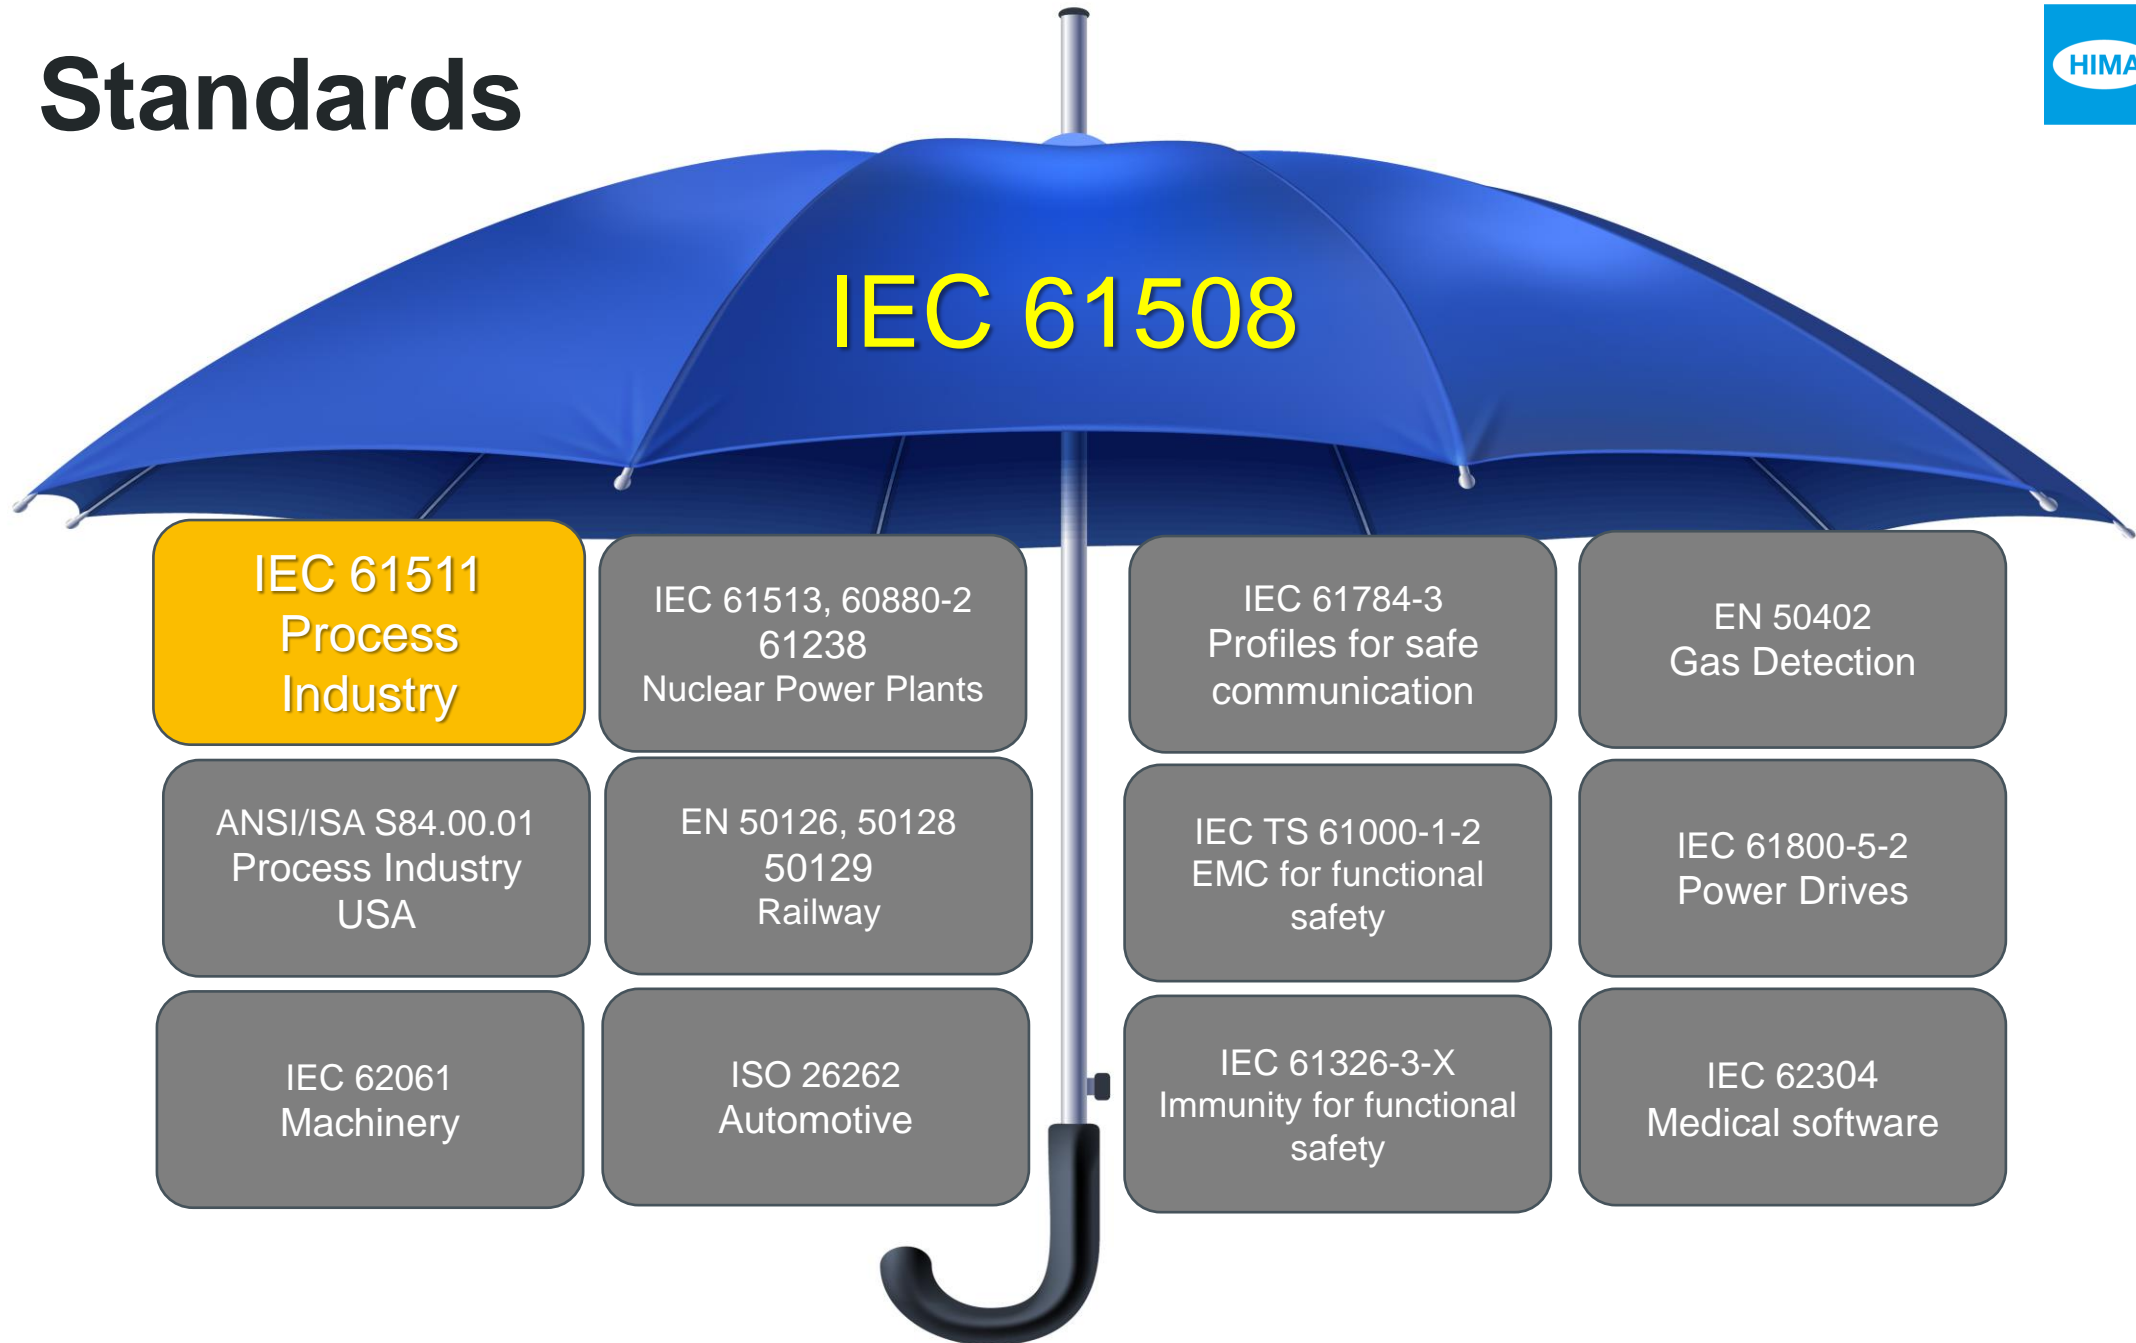 Standards
HIMA
IEC 61508
IEC 61511
Process
Industry
IEC 61513, 60880-2
61238
Nuclear Power Plants
IEC 61784-3
Profiles for safe
communication
EN 50402
Gas Detection
ANSI/ISA S84.00.01
Process Industry
USA
EN 50126, 50128
50129
Railway
IEC TS 61000-1-2
EMC for functional
safety
IEC 61800-5-2
Power Drives
IEC 62061
Machinery
ISO 26262
Automotive
IEC 61326-3-X
Immunity for functional
safety
IEC 62304
Medical software